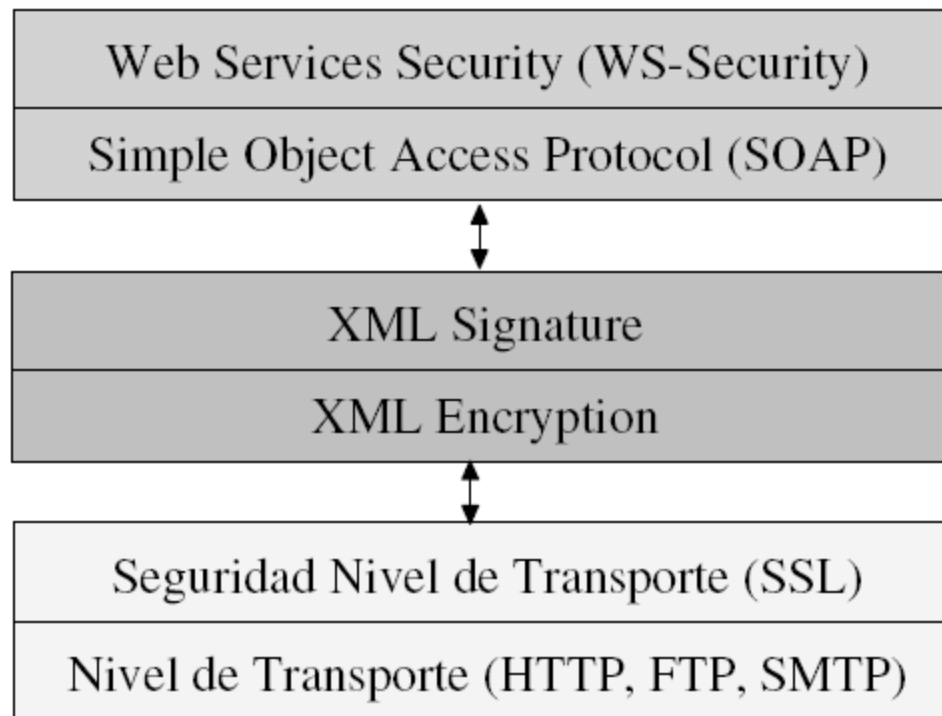 Web Services Security (WS-Security)
Simple Object Access Protocol (SOAP)
XML Signature
XML Encryption
Seguridad Nivel de Transporte (SSL)
Nivel de Transporte (HTTP, FTP, SMTP)